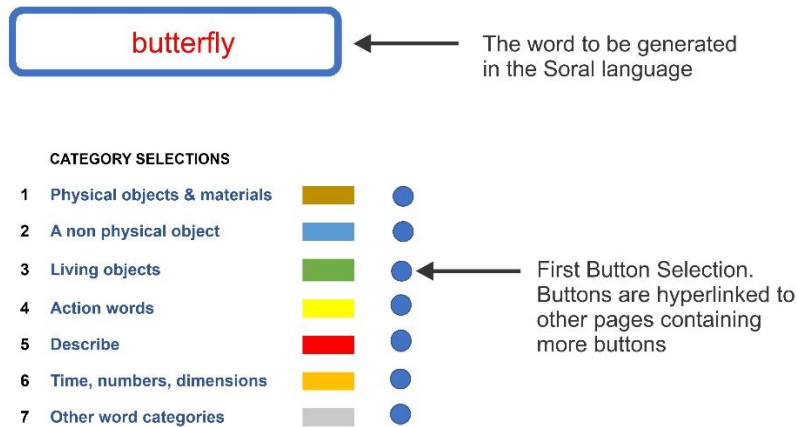 butterfly
The word to be generated
in the Soral language
CATEGORY SELECTIONS
1 Physical objects & materials
2 A non physical object
3 Living objects
4 Action words
5 Describe
6 Time, numbers, dimensions
7 Other word categories
First Button Selection.
Buttons are hyperlinked to
other pages containing
more buttons